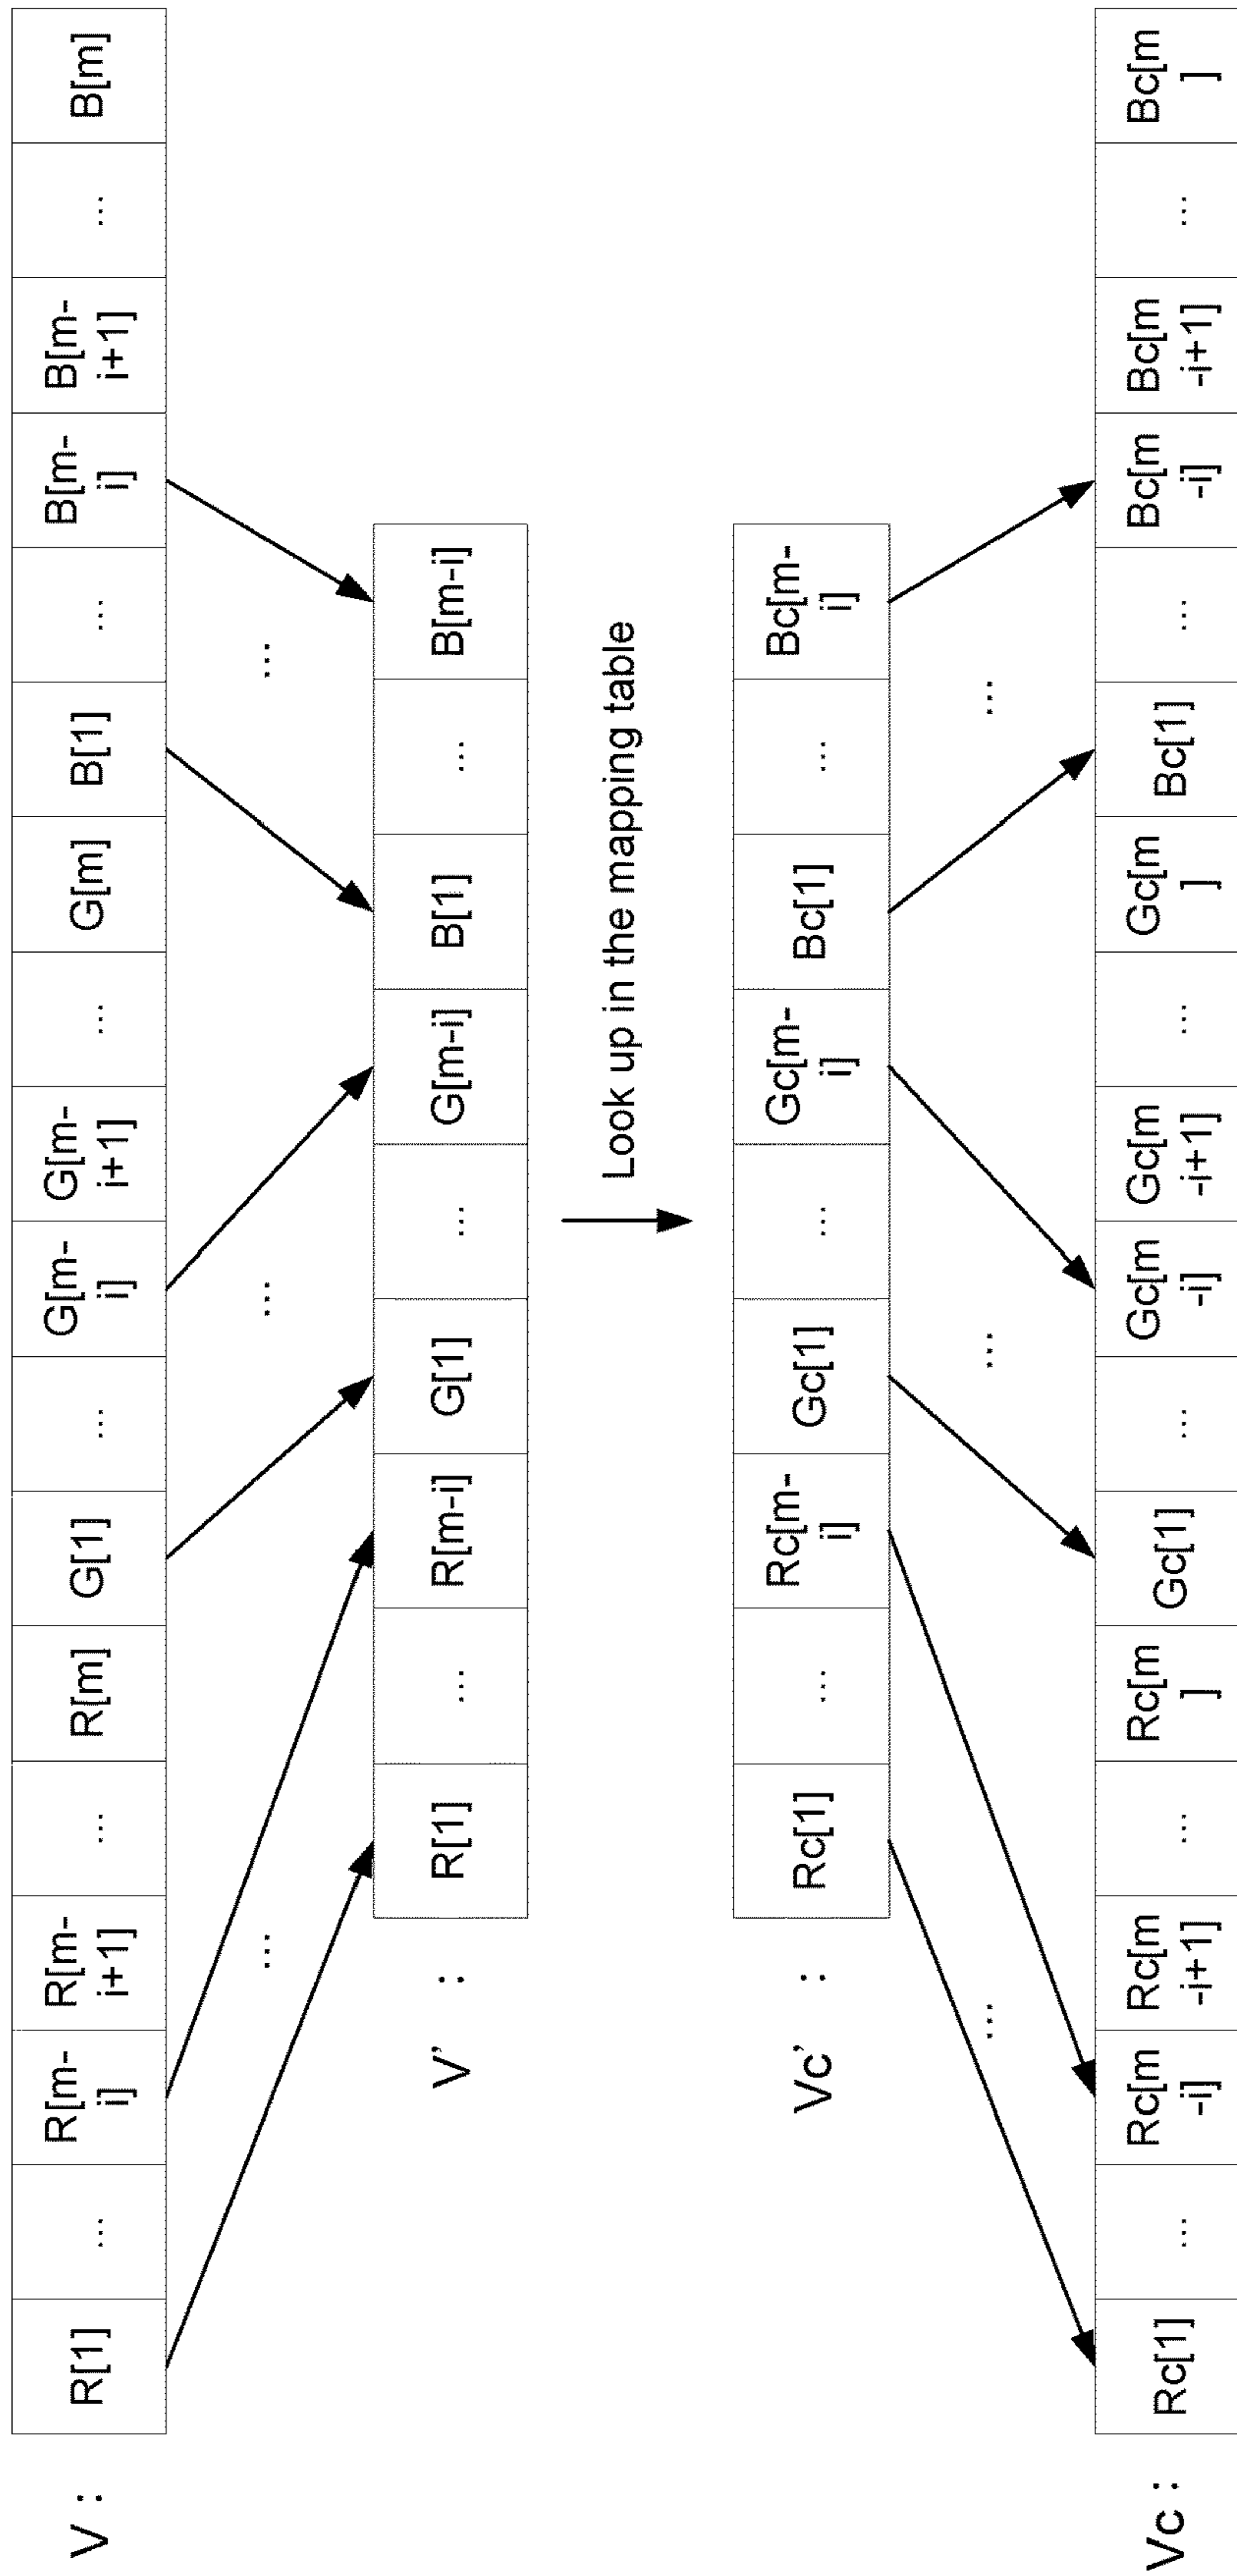 V :
R[1]
...
R[m-
i]
R[m-
i+1]
...
R[m]
G[1]
...
G[m-
i]
G[m-
i+1]
...
G[m]
B[1]
...
B[m-
i]
B[m-
i+1]
...
B[m]
...
...
...
V’ :
R[1]
...
R[m-i]
G[1]
...
G[m-i]
B[1]
...
B[m-i]
Look up in the mapping table
Vc’ :
Rc[1]
...
Rc[m-
i]
Gc[1]
...
Gc[m-
i]
Bc[1]
...
Bc[m-
i]
...
...
...
Vc :
Rc[1]
...
Rc[m
-i]
Rc[m
-i+1]
...
Rc[m
]
Gc[1]
...
Gc[m
-i]
Gc[m
-i+1]
...
Gc[m
]
Bc[1]
...
Bc[m
-i]
Bc[m
-i+1]
...
Bc[m
]